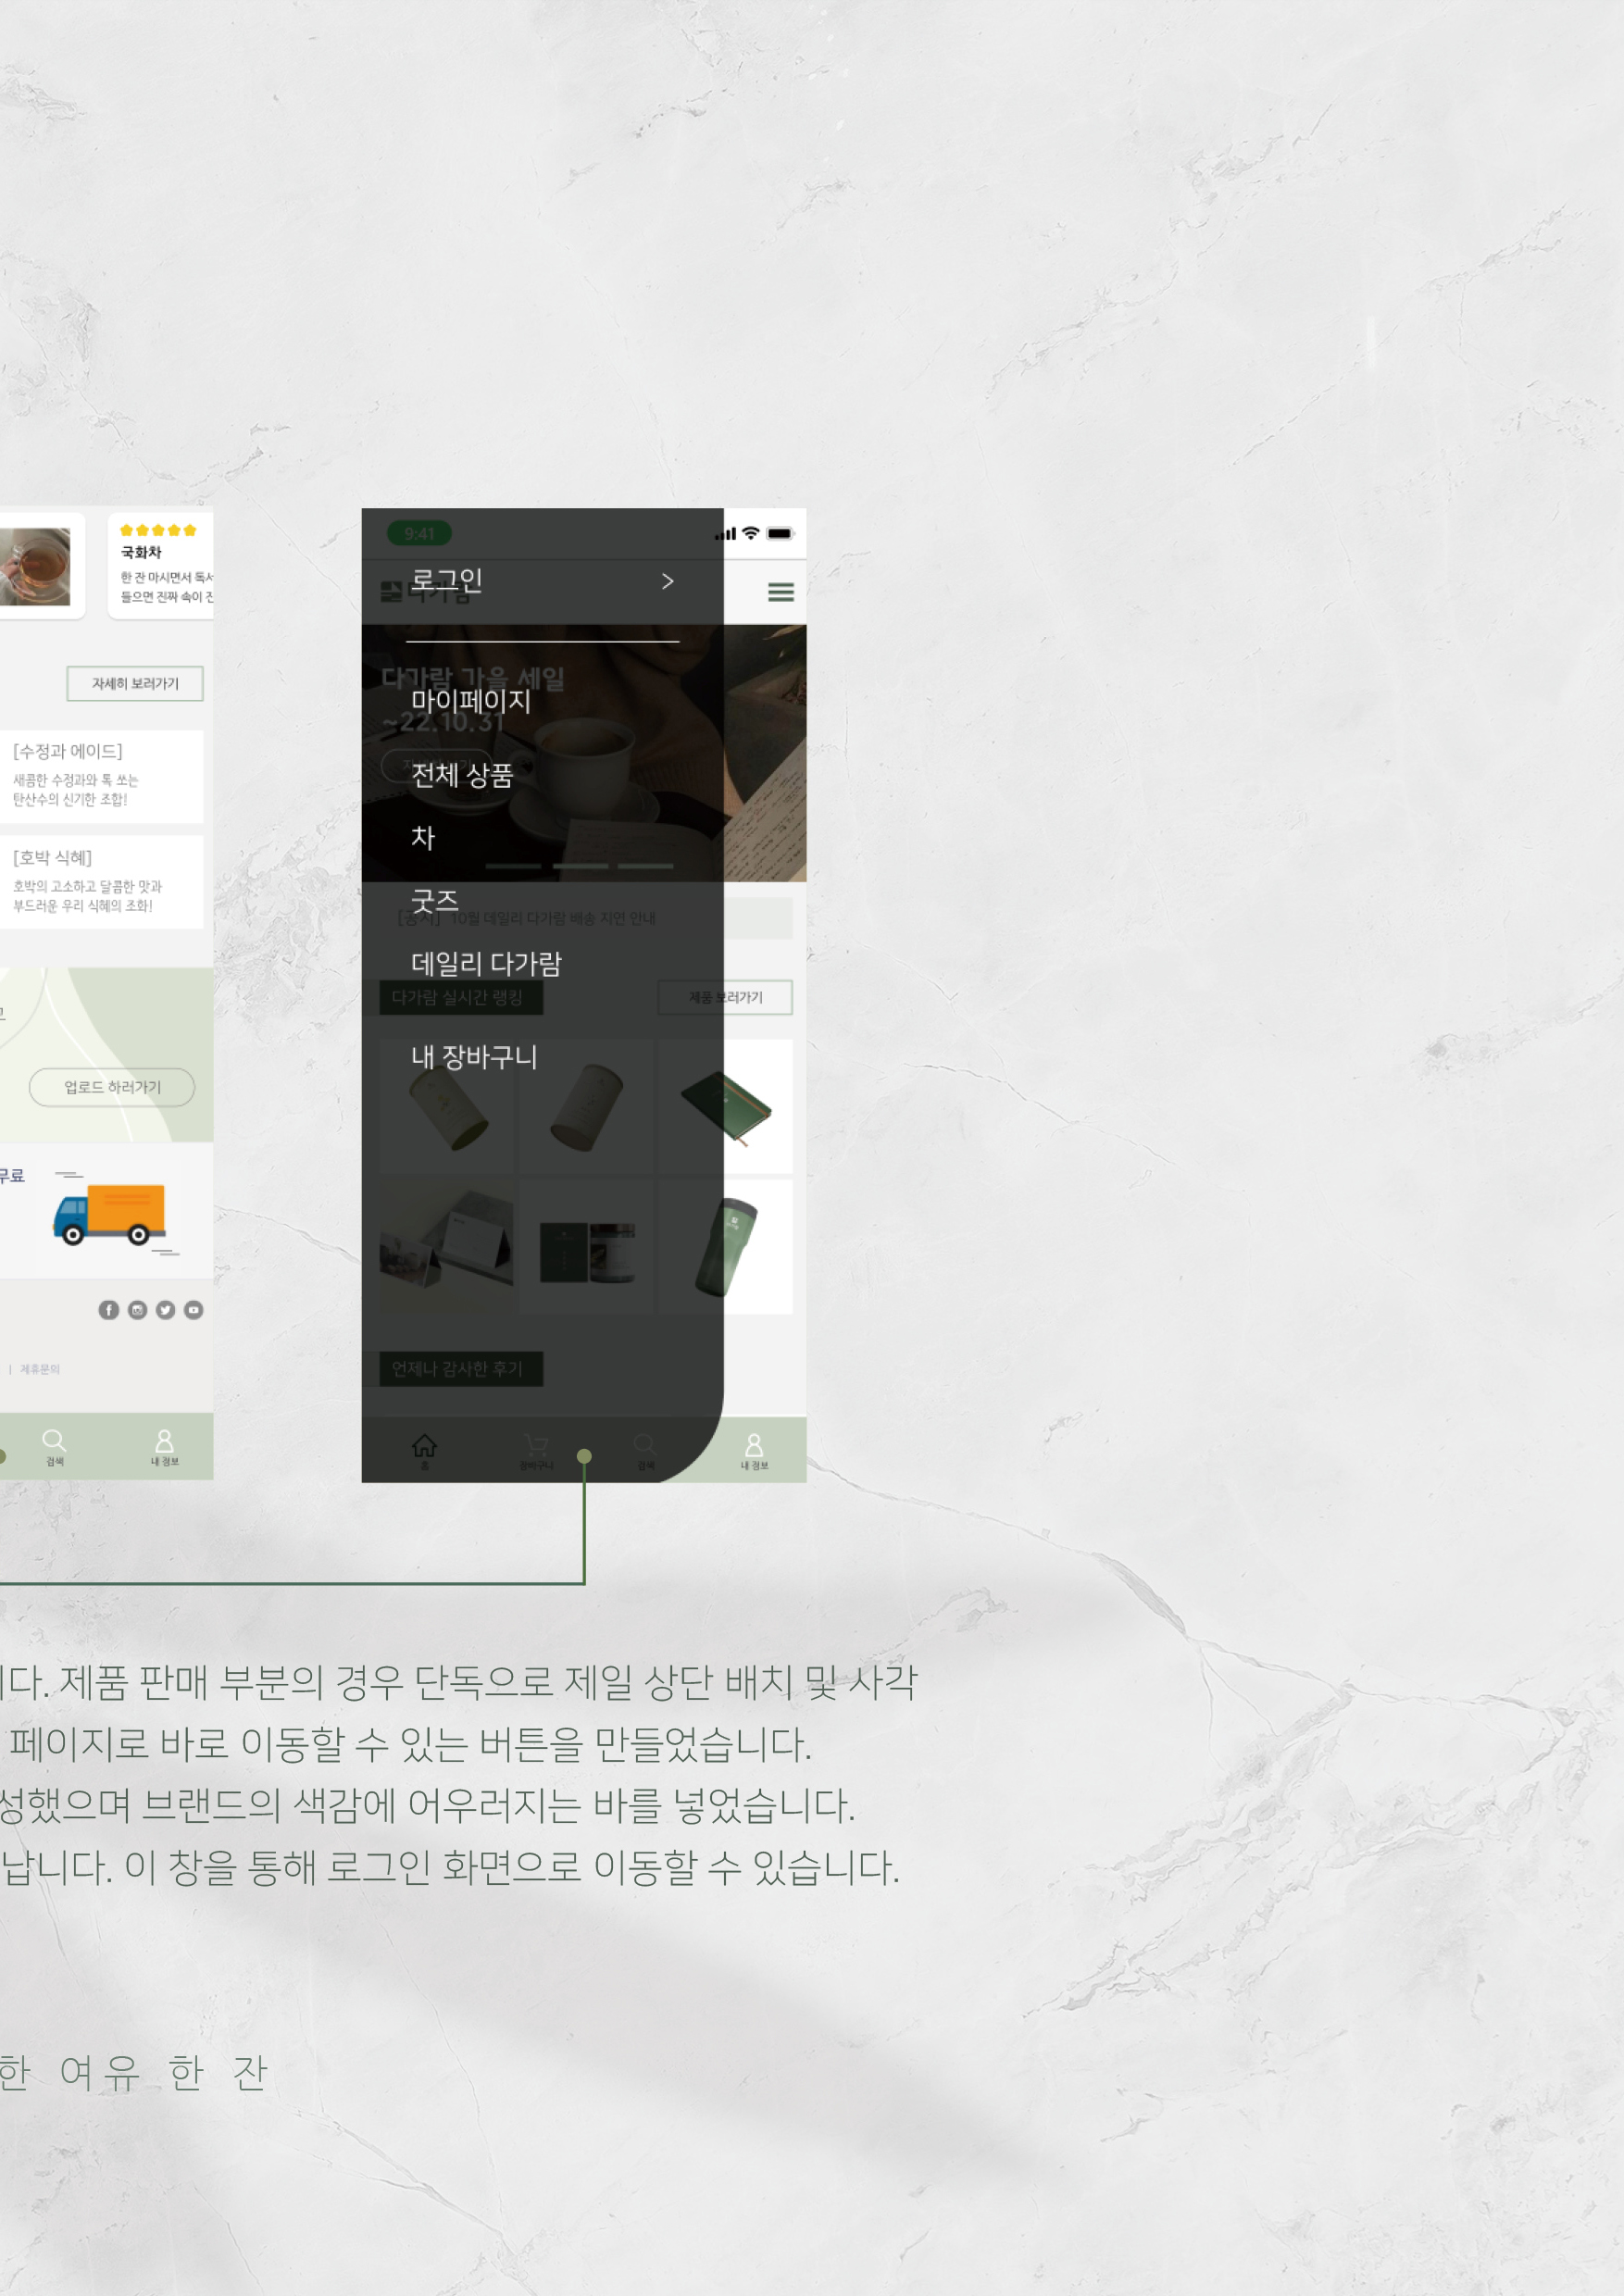 국화차
한 잔 마시면서 독서
들으면 진짜 속이 진
자세히 보러가기
[수정과 에이드]
새콤한 수정과와 톡 쏘는
탄산수의 신기한 조합!
[호박 식혜]
호박의 고소하고 달콤한 맛과
부드러운 우리 식혜의 조화!
고
업로드 하러가기
무료
| 제휴문의
검색
내 정보
9:41
다가람
로그인 >
다가람 가을 세일
마이페이지
~22.10.31
전체 상품
차
굿즈
[공지] 10월 데일리 다가람 배송 지연 안내
데일리 다가람
다가람 실시간 랭킹
제품 보러가기
내 장바구니
언제나 감사한 후기
홈
장바구니
검색
내 정보
니다. 제품 판매 부분의 경우 단독으로 제일 상단 배치 및 사각
페이지로 바로 이동할 수 있는 버튼을 만들었습니다.
성했으며 브랜드의 색감에 어우러지는 바를 넣었습니다.
납니다. 이 창을 통해 로그인 화면으로 이동할 수 있습니다.
한 여유 한 잔